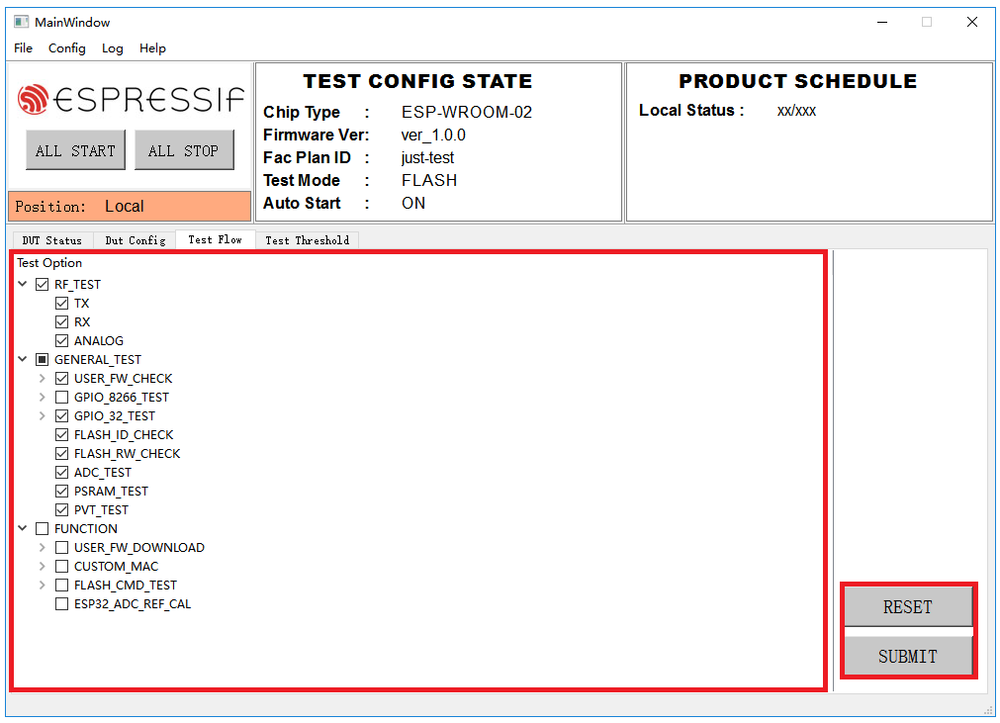 MainWindow
File Config Log Help
ESPRESSIF
ALL START ALL STOP
Position: Local
TEST CONFIG STATE
Chip Type : ESP-WROOM-02
Firmware Ver: ver_1.0.0
Fac Plan ID : just-test
Test Mode : FLASH
Auto Start : ON
PRODUCT SCHEDULE
Local Status : xx/xxx
DUT Status Dut Config Test Flow Test Threshold
Test Option
RF_TEST
TX
RX
ANALOG
GENERAL_TEST
USER_FW_CHECK
GPIO_8266_TEST
GPIO_32_TEST
FLASH_ID_CHECK
FLASH_RW_CHECK
ADC_TEST
PSRAM_TEST
PVT_TEST
FUNCTION
USER_FW_DOWNLOAD
CUSTOM_MAC
FLASH_CMD_TEST
ESP32_ADC_REF_CAL
RESET
SUBMIT